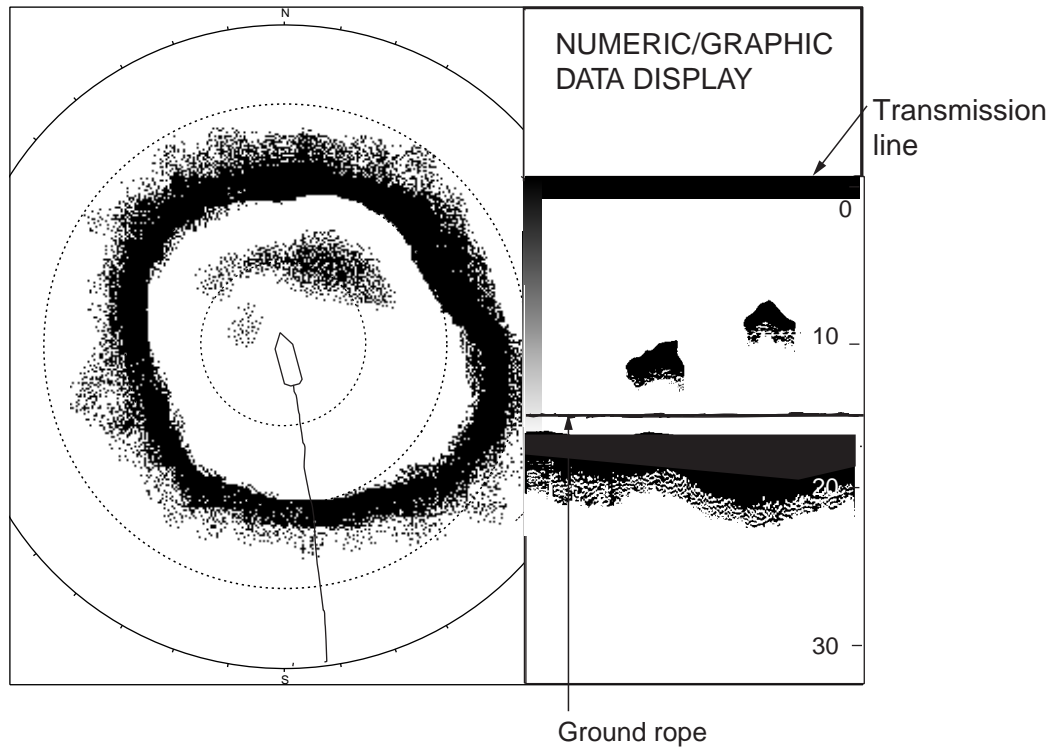 N
NUMERIC/GRAPHIC
DATA DISPLAY
Transmission
line
0
10
20
30
S
Ground rope